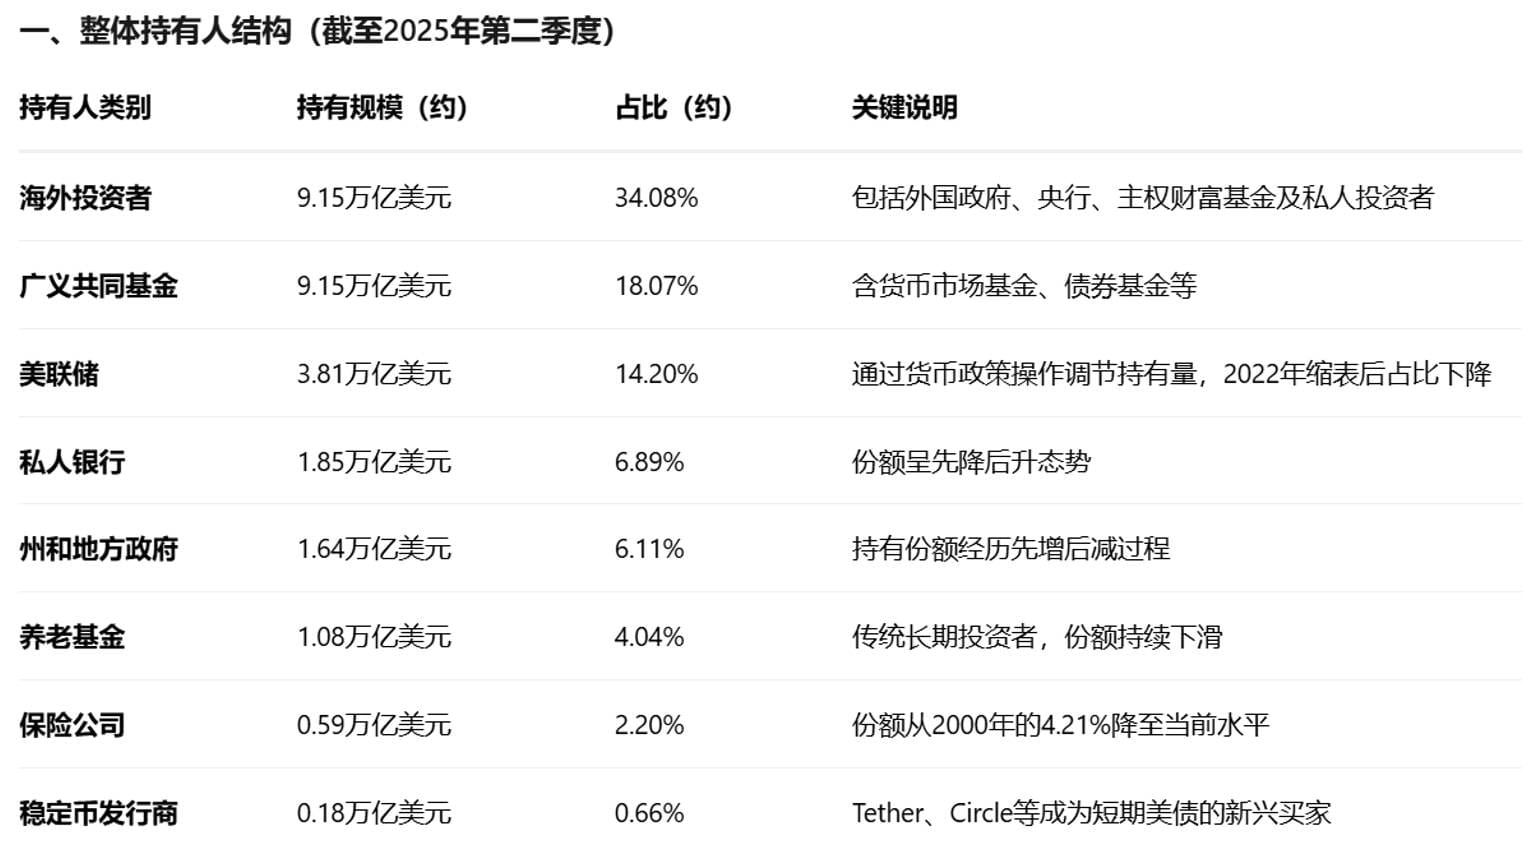 一、整体持有人结构（截至2025年第二季度）
持有人类别 持有规模（约） 占比（约） 关键说明
海外投资者 9.15万亿美元 34.08% 包括外国政府、央行、主权财富基金及私人投资者
广义共同基金 9.15万亿美元 18.07% 含货币市场基金、债券基金等
美联储 3.81万亿美元 14.20% 通过货币政策操作调节持有量，2022年缩表后占比下降
私人银行 1.85万亿美元 6.89% 份额呈先降后升态势
州和地方政府 1.64万亿美元 6.11% 持有份额经历先增后减过程
养老基金 1.08万亿美元 4.04% 传统长期投资者，份额持续下滑
保险公司 0.59万亿美元 2.20% 份额从2000年的4.21%降至当前水平
稳定币发行商 0.18万亿美元 0.66% Tether、Circle等成为短期美债的新兴买家